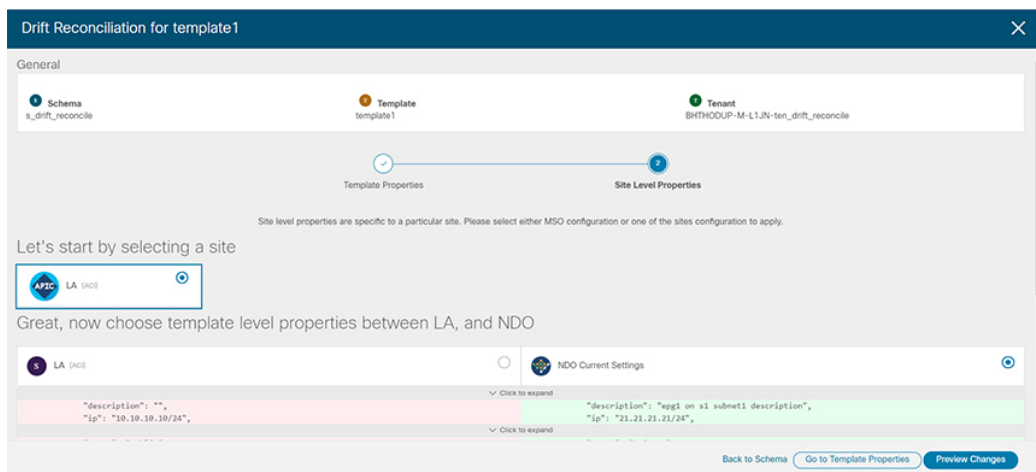 Drift Reconciliation for template1
General
S Schema
s_drift_reconcile
T Template
template1
T Tenant
BHTHODUP-M-L1JN-ten_drift_reconcile
2
Template Properties
Site Level Properties
Site level properties are specific to a particular site. Please select either MSO configuration or one of the sites configuration to apply.
Let's start by selecting a site
APIC LA (ACI)
Great, now choose template level properties between LA, and NDO
S LA (ACI)
NDO Current Settings
Click to expand
"description": "",
"ip": "10.10.10.10/24",
"description": "epg1 on s1 subnet1 description",
"ip": "21.21.21.21/24",
Click to expand
Back to Schema
Go to Template Properties
Preview Changes